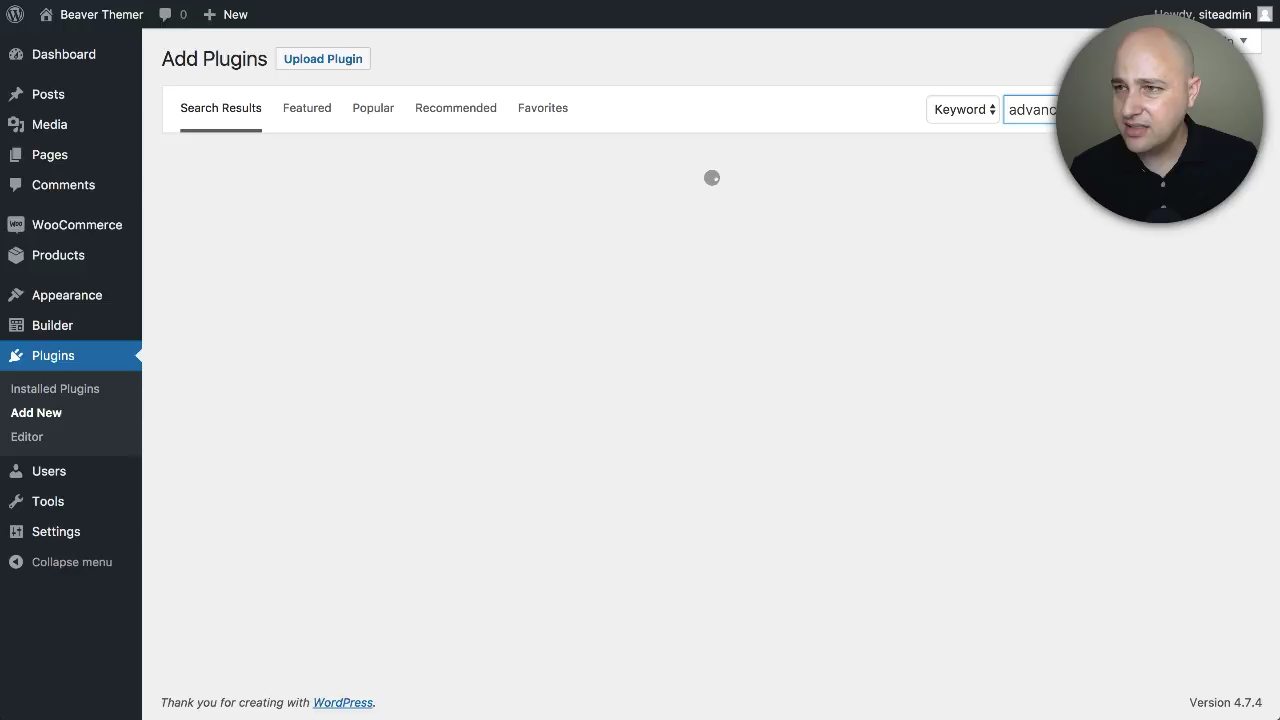 Beaver Themer
0
New
Howdy, siteadmin
Dashboard
Posts
Media
Pages
Comments
WooCommerce
Products
Appearance
Builder
Plugins
Installed Plugins
Add New
Editor
Users
Tools
Settings
Collapse menu
Add Plugins
Upload Plugin
Search Results
Featured
Popular
Recommended
Favorites
Keyword
advanc
Thank you for creating with WordPress.
Version 4.7.4